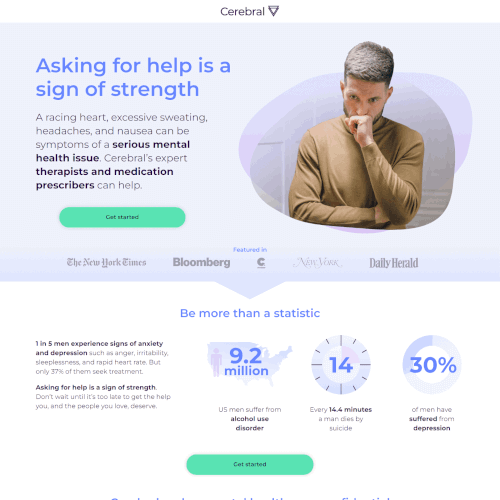 Cerebral
Asking for help is a
sign of strength
A racing heart, excessive sweating,
headaches, and nausea can be
symptoms of a serious mental
health issue. Cerebral's expert
therapists and medication
prescribers can help.
Get started
Featured in
The New York Times
Bloomberg
C
New York
Daily Herald
Be more than a statistic
1 in 5 men experience signs of anxiety
and depression such as anger, irritability,
sleeplessness, and rapid heart rate. But
only 37% of them seek treatment.
Asking for help is a sign of strength.
Don't wait until it's too late to get the help
you, and the people you love, deserve.
9.2
million
US men suffer from
alcohol use
disorder
14
Every 14.4 minutes
a man dies by
suicide
30%
of men have
suffered from
depression
Get started